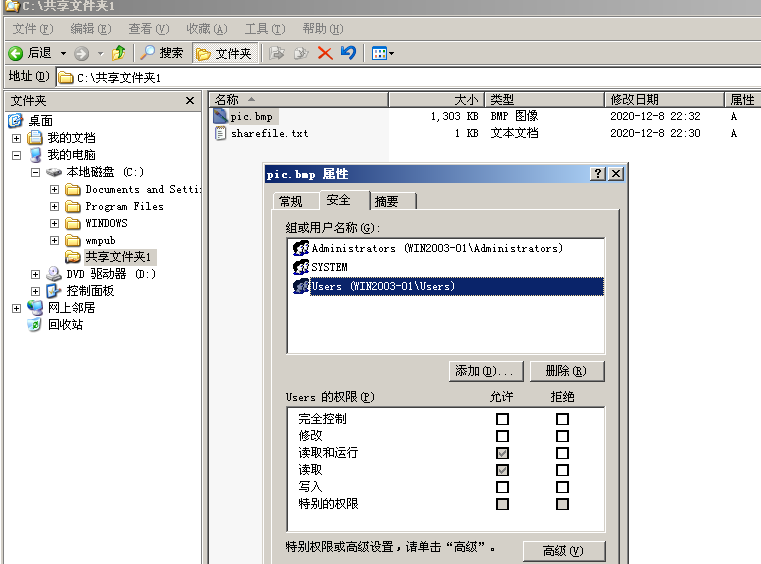 C:\共享文件夹1
文件(F) 编辑(E) 查看(V) 收藏(A) 工具(T) 帮助(H)
后退 搜索 文件夹
地址(D) C:\共享文件夹1
文件夹
桌面
我的文档
我的电脑
本地磁盘 (C:)
Documents and Setti
Program Files
WINDOWS
wmpub
共享文件夹1
DVD 驱动器 (D:)
控制面板
网上邻居
回收站
名称 大小 类型 修改日期 属性
pic.bmp 1,303 KB BMP 图像 2020-12-8 22:32 A
sharefile.txt 1 KB 文本文档 2020-12-8 22:30 A
pic.bmp 属性
常规 安全 摘要
组或用户名称(G):
Administrators (WIN2003-01\Administrators)
SYSTEM
Users (WIN2003-01\Users)
添加(D)... 删除(R)
Users 的权限(P) 允许 拒绝
完全控制
修改
读取和运行
读取
写入
特别的权限
特别权限或高级设置，请单击“高级”。
高级(V)